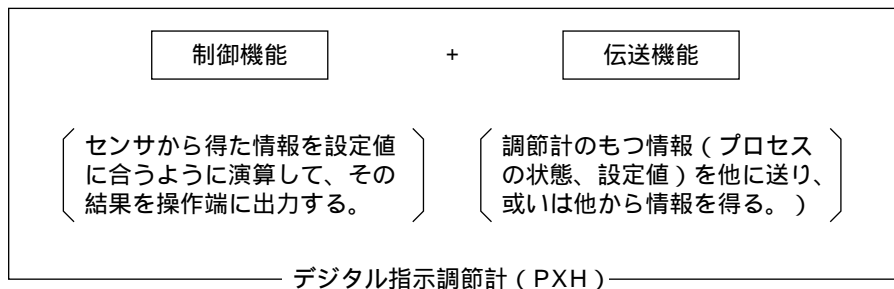 制御機能 + 伝送機能
センサから得た情報を設定値
に合うように演算して、その
結果を操作端に出力する。
調節計のもつ情報(プロセス
の状態、設定値)を他に送り、
或いは他から情報を得る。)
デジタル指示調節計(PXH)